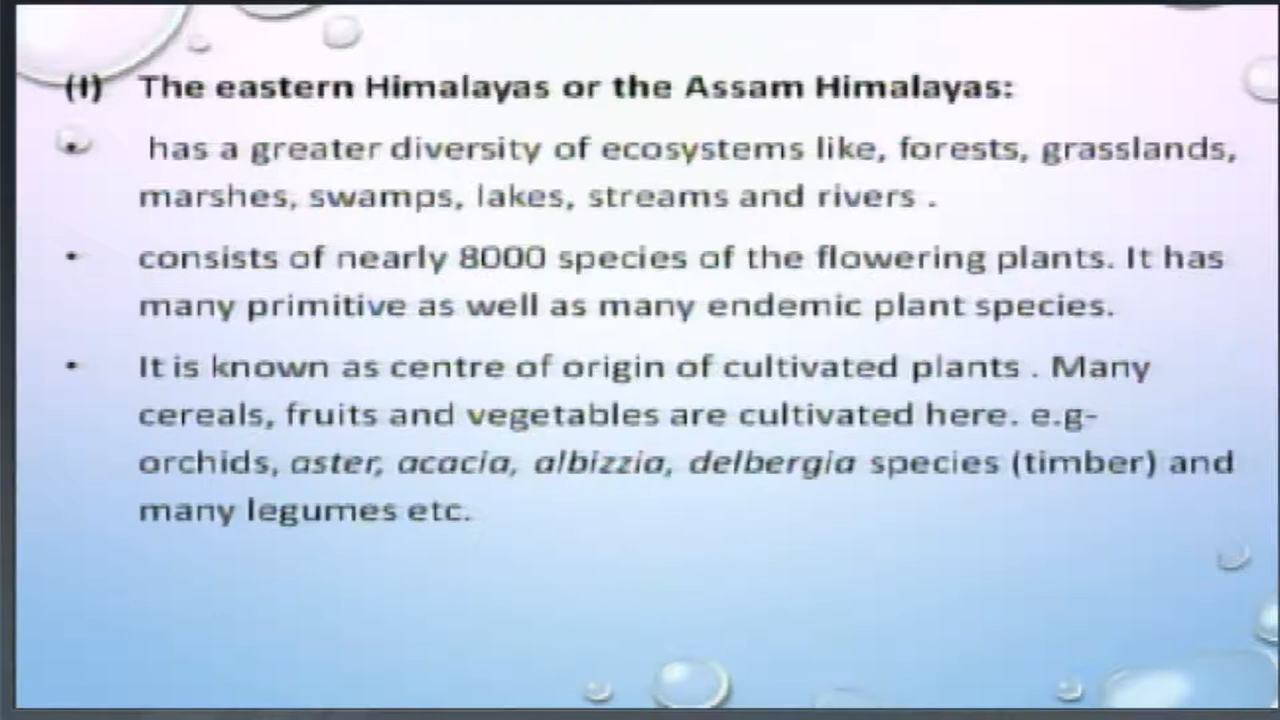 (I) The eastern Himalayas or the Assam Himalayas:
• has a greater diversity of ecosystems like, forests, grasslands,
marshes, swamps, lakes, streams and rivers .
• consists of nearly 8000 species of the flowering plants. It has
many primitive as well as many endemic plant species.
• It is known as centre of origin of cultivated plants . Many
cereals, fruits and vegetables are cultivated here. e.g-
orchids, aster, acacia, albizzia, delbergia species (timber) and
many legumes etc.